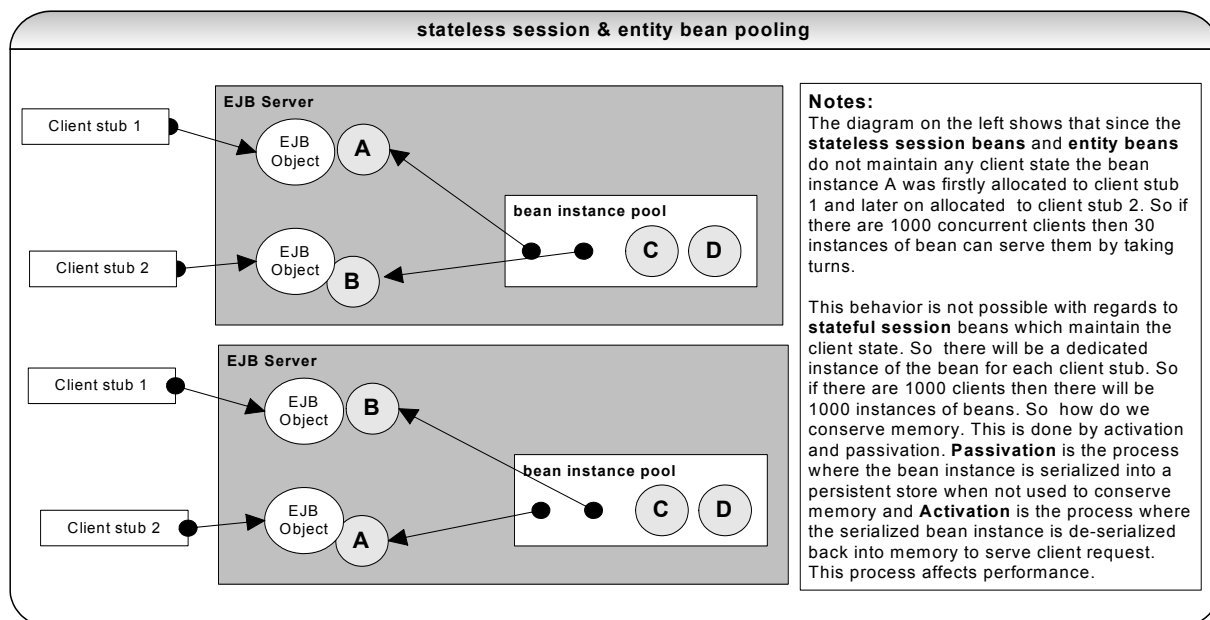 stateless session & entity bean pooling
EJB Server
Client stub 1
EJB
Object
A
bean instance pool
C
D
Client stub 2
EJB
Object
B
EJB Server
Client stub 1
EJB
Object
B
bean instance pool
C
D
Client stub 2
EJB
Object
A
Notes:
The diagram on the left shows that since the
stateless session beans and entity beans
do not maintain any client state the bean
instance A was firstly allocated to client stub
1 and later on allocated to client stub 2. So if
there are 1000 concurrent clients then 30
instances of bean can serve them by taking
turns.
This behavior is not possible with regards to
stateful session beans which maintain the
client state. So there will be a dedicated
instance of the bean for each client stub. So
if there are 1000 clients then there will be
1000 instances of beans. So how do we
conserve memory. This is done by activation
and passivation. Passivation is the process
where the bean instance is serialized into a
persistent store when not used to conserve
memory and Activation is the process where
the serialized bean instance is de-serialized
back into memory to serve client request.
This process affects performance.